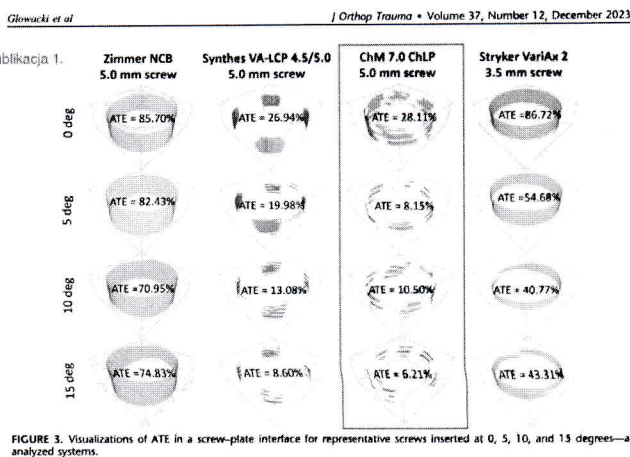 Glowacki et al
J Orthop Trauma • Volume 37, Number 12, December 2023
ublikacja 1.
Zimmer NCB
5.0 mm screw
Synthes VA-LCP 4.5/5.0
5.0 mm screw
ChM 7.0 ChLP
5.0 mm screw
Stryker VariAx 2
3.5 mm screw
0 deg
ATE = 85.70%
ATE = 26.94%
ATE = 28.11%
ATE =86.72%
5 deg
ATE = 82.43%
ATE = 19.98%
ATE = 8.15%
ATE =54.68%
10 deg
ATE =70.95%
ATE = 13.08%
ATE = 10.50%
ATE = 40.77%
15 deg
ATE =74.83%
ATE = 8.60%
ATE = 6.21%
ATE =43.31%
FIGURE 3. Visualizations of ATE in a screw–plate interface for representative screws inserted at 0, 5, 10, and 15 degrees—a
analyzed systems.